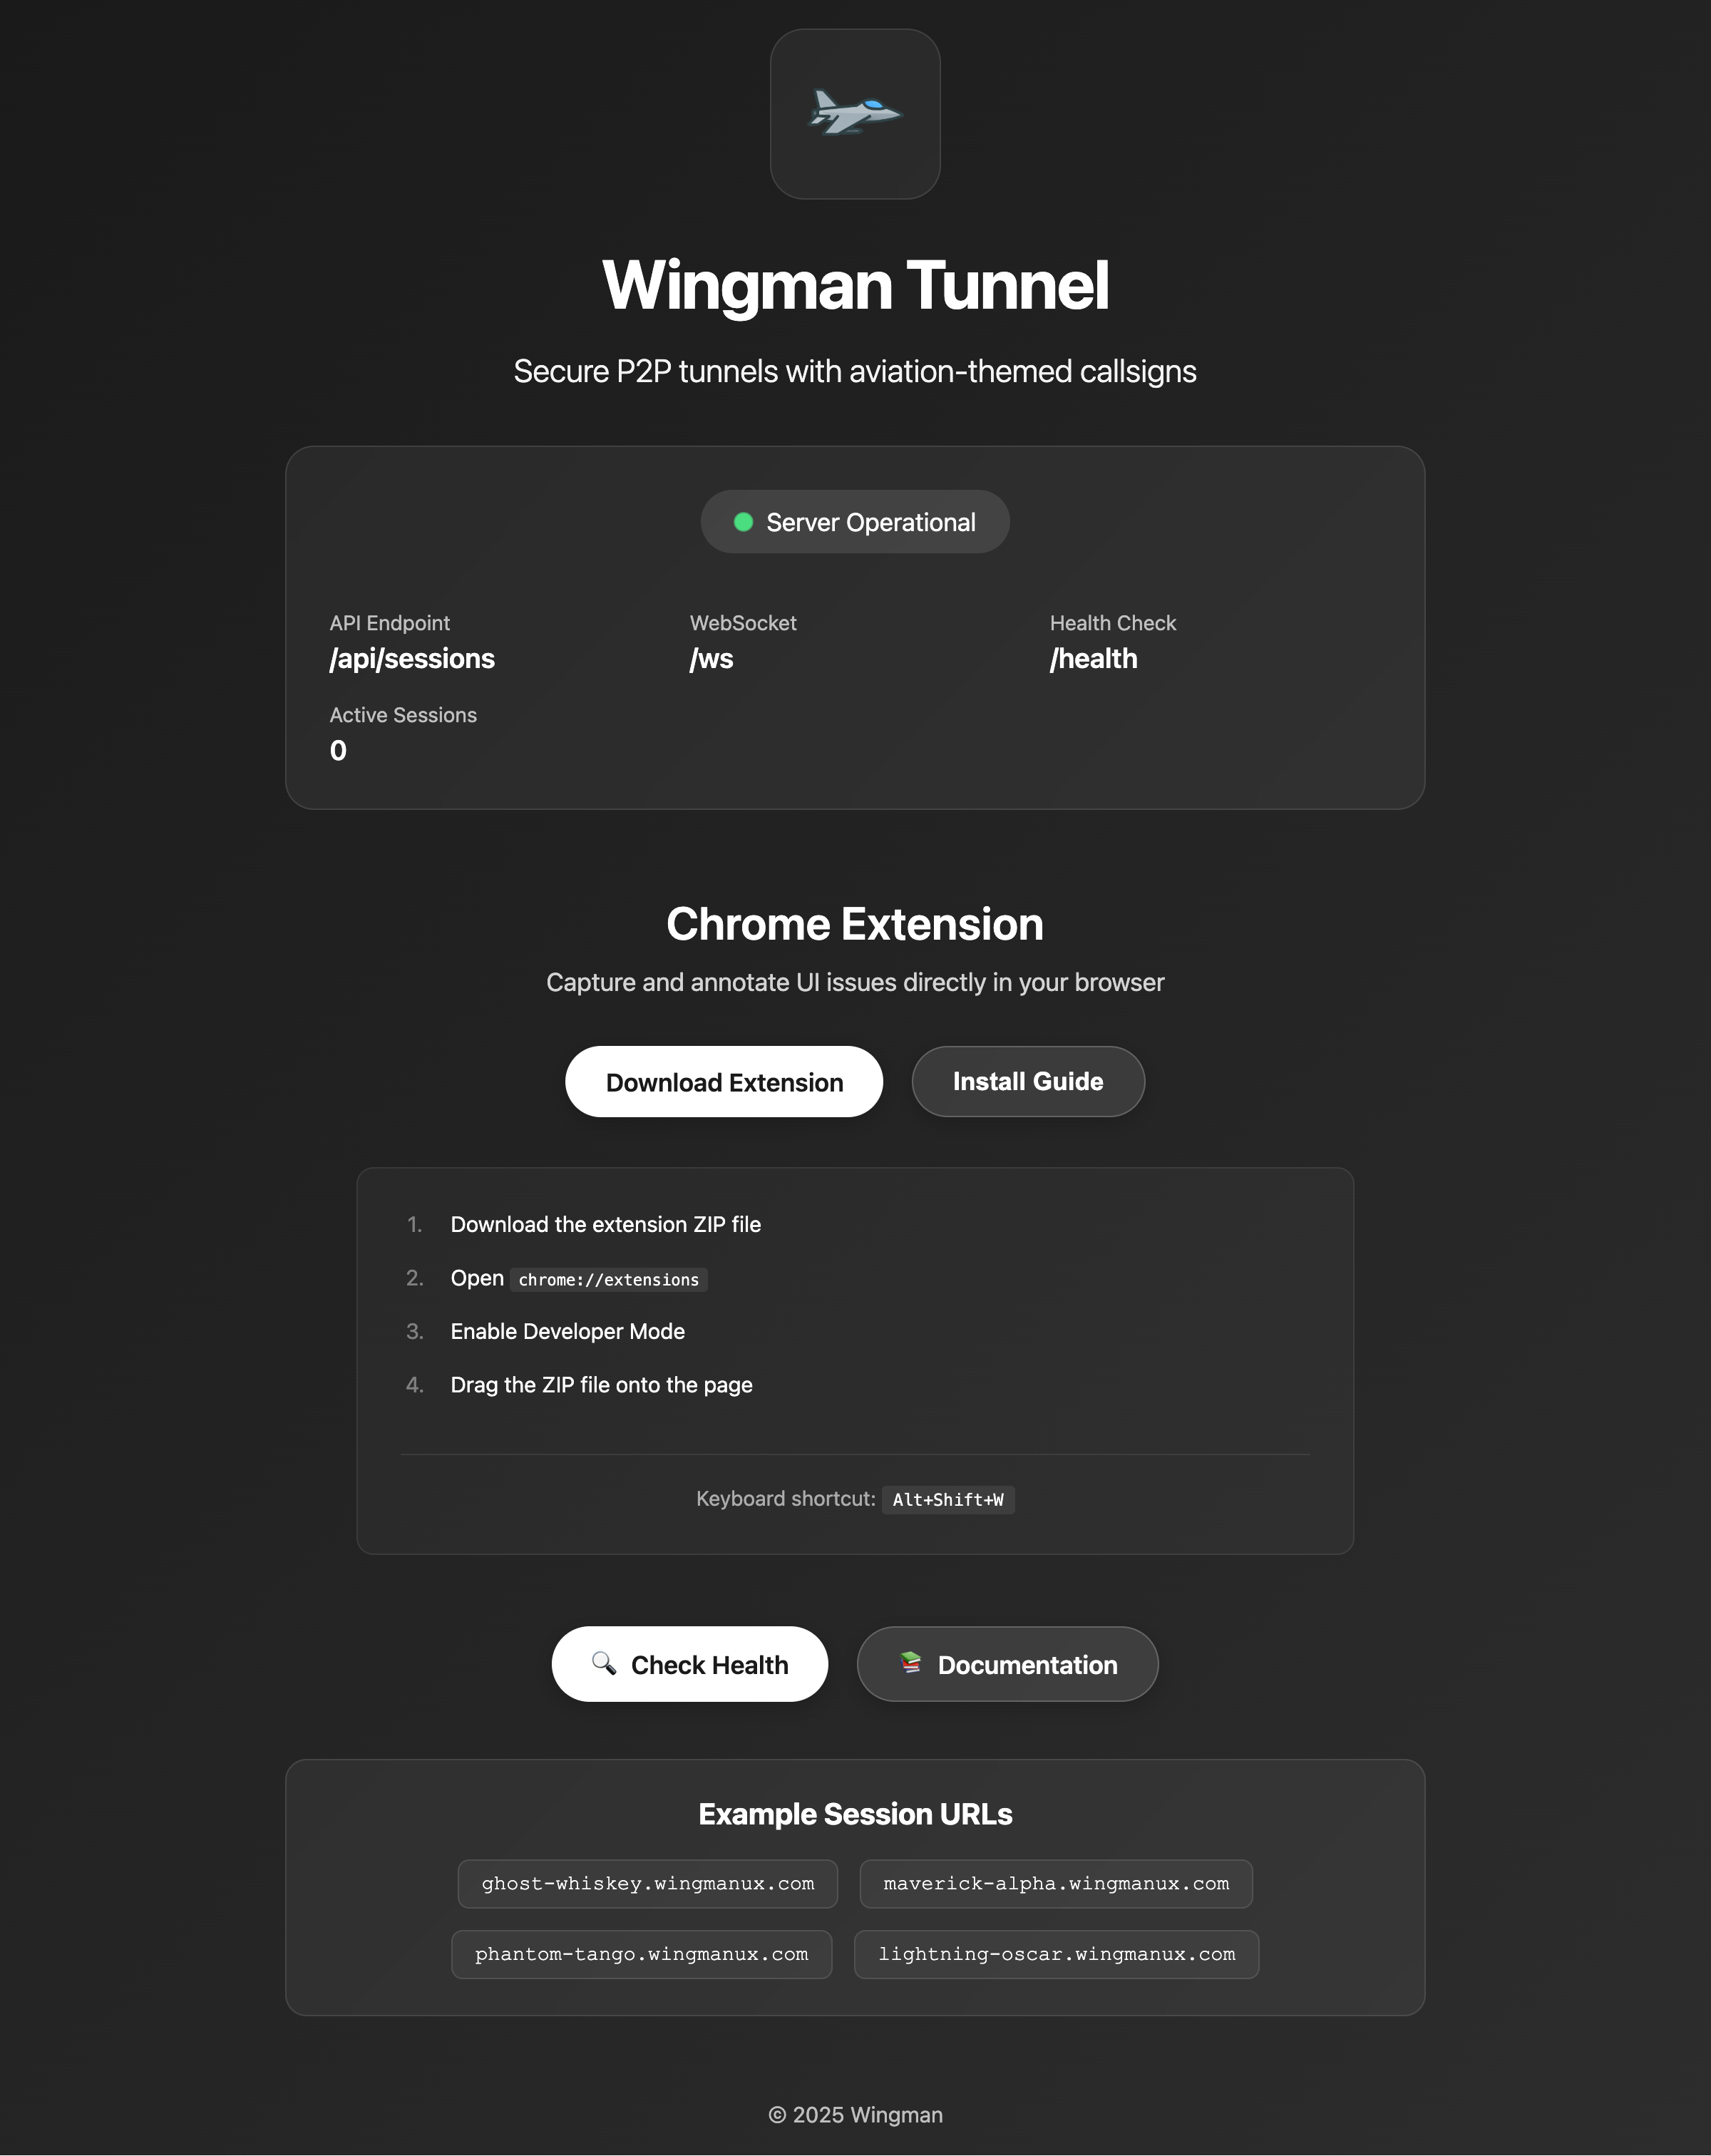 Wingman Tunnel
Secure P2P tunnels with aviation-themed callsigns
Server Operational
API Endpoint
/api/sessions
WebSocket
/ws
Health Check
/health
Active Sessions
0
Chrome Extension
Capture and annotate UI issues directly in your browser
Download Extension
Install Guide
1. Download the extension ZIP file
2. Open chrome://extensions
3. Enable Developer Mode
4. Drag the ZIP file onto the page
Keyboard shortcut: Alt+Shift+W
Check Health
Documentation
Example Session URLs
ghost-whiskey.wingmanux.com
maverick-alpha.wingmanux.com
phantom-tango.wingmanux.com
lightning-oscar.wingmanux.com
© 2025 Wingman